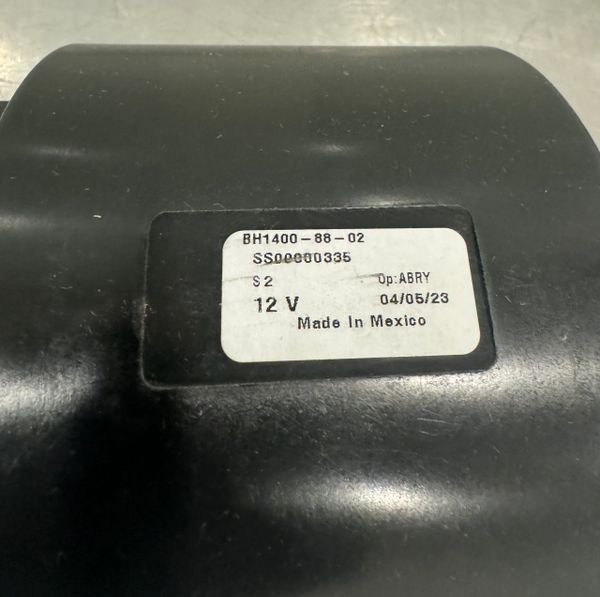 BH1400-88-02
SS00000335
S2 Op:ABRY
12 V 04/05/23
Made In Mexico